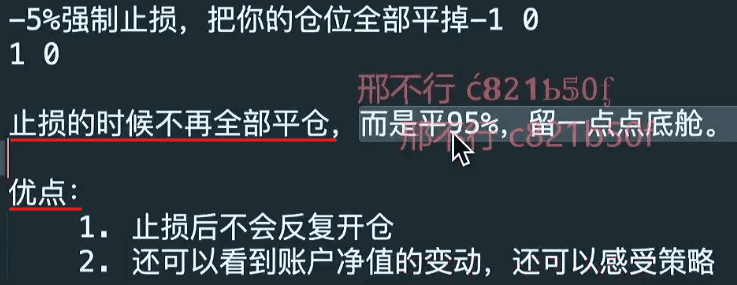 -5%强制止损，把你的仓位全部平掉-1 0
1 0
邢不行
止损的时候不再全部平仓，而是平95%，留一点点底舱。
邢不行 c821b50f
优点：
1. 止损后不会反复开仓
2. 还可以看到账户净值的变动，还可以感受策略